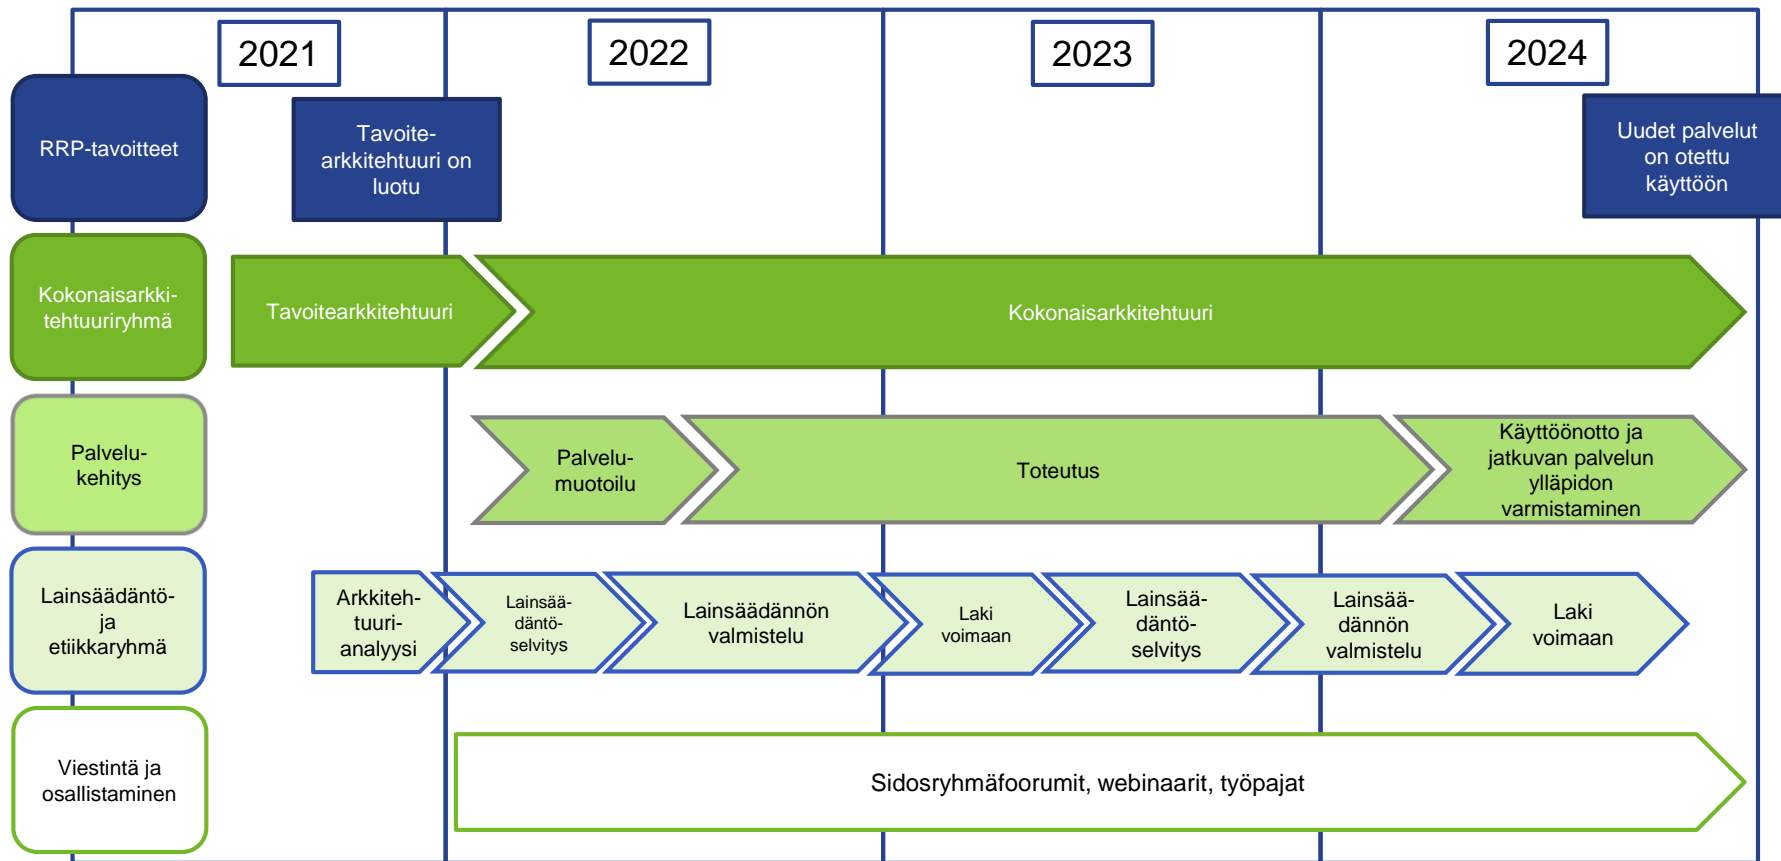 2021
2022
2023
2024
RRP-tavoitteet
Tavoite-
arkkitehtuuri on
luotu
Uudet palvelut
on otettu
käyttöön
Kokonaisarkki-
tehtuuriryhmä
Tavoitearkkitehtuuri
Kokonaisarkkitehtuuri
Palvelu-
kehitys
Palvelu-
muotoilu
Toteutus
Käyttöönotto ja
jatkuvan palvelun
ylläpidon
varmistaminen
Lainsäädäntö-
ja
etiikkaryhmä
Arkkiteh-
tuuri-
analyysi
Lainsää-
däntö-
selvitys
Lainsäädännön
valmistelu
Laki
voimaan
Lainsää-
däntö-
selvitys
Lainsää-
dännön
valmistelu
Laki
voimaan
Viestintä ja
osallistaminen
Sidosryhmäfoorumit, webinaarit, työpajat